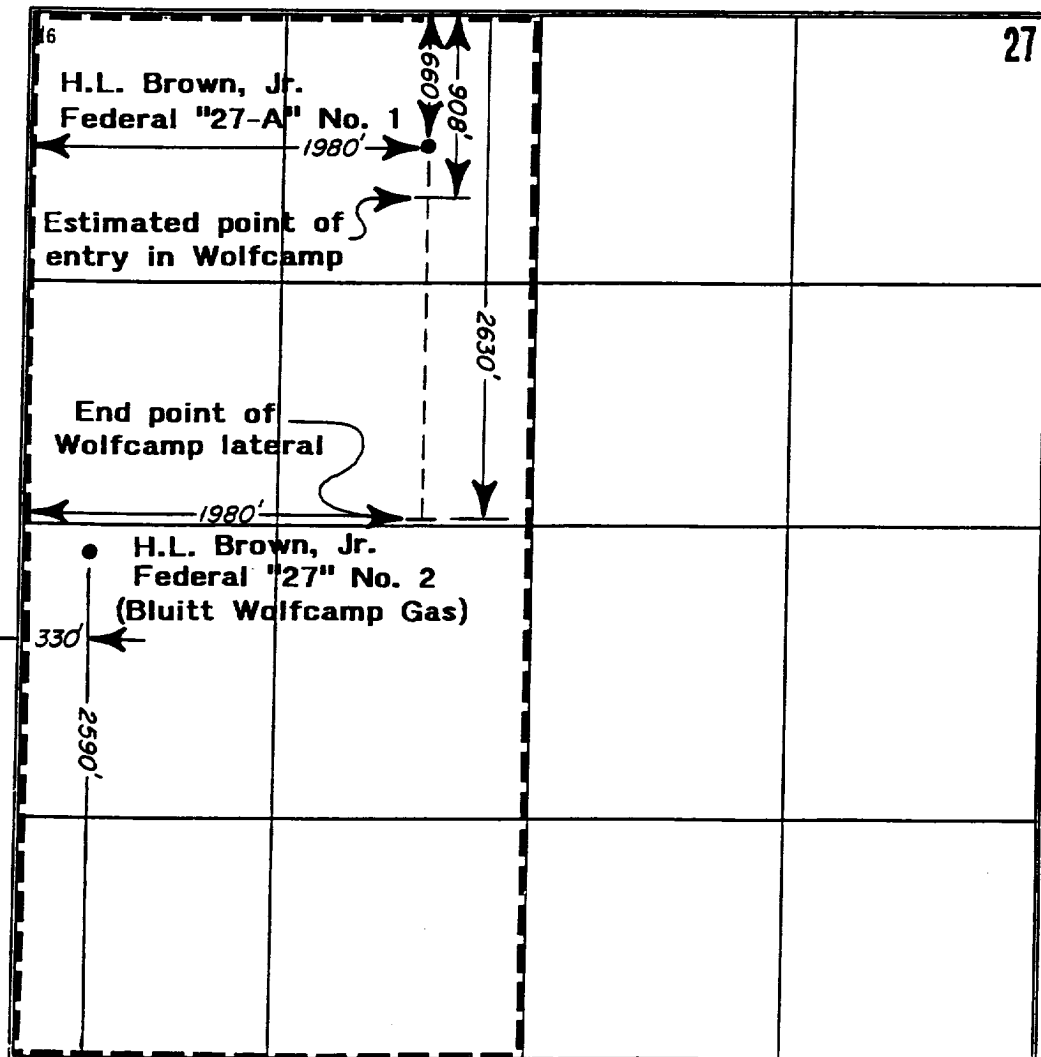 16
27
H.L. Brown, Jr.
Federal "27-A" No. 1
660'
908'
1980'
Estimated point of
entry in Wolfcamp
2630'
End point of
Wolfcamp lateral
1980'
H.L. Brown, Jr.
Federal "27" No. 2
(Bluitt Wolfcamp Gas)
330'
2590'